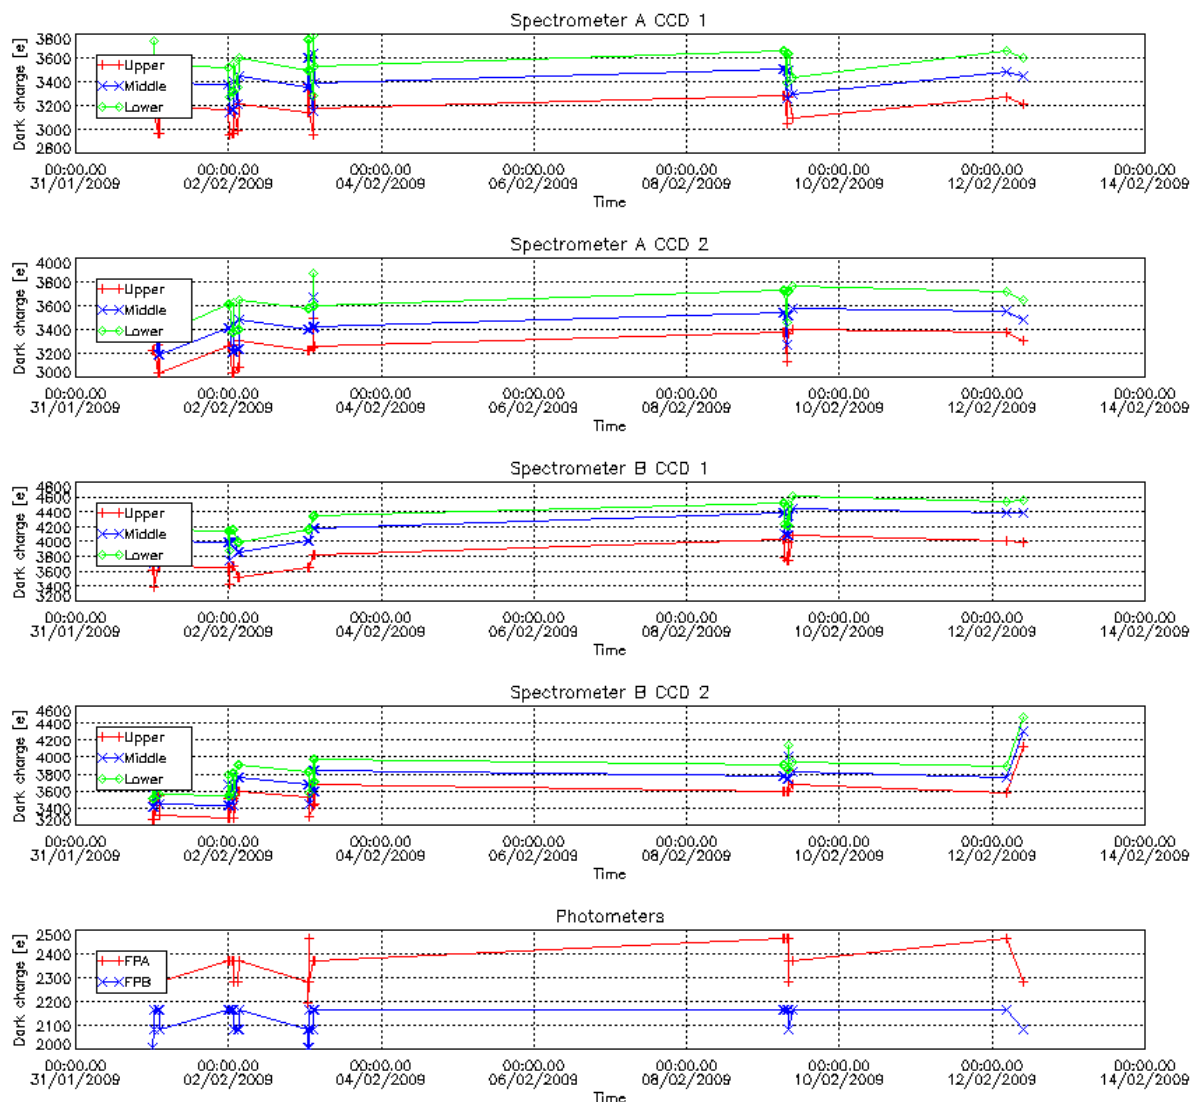 Spectrometer A CCD 1
Dark charge [e]
3800
3600
3400
3200
3000
2800
Upper
Middle
Lower
00:00.00 00:00.00 00:00.00 00:00.00 00:00.00 00:00.00 00:00.00 00:00.00
31/01/2009 02/02/2009 04/02/2009 06/02/2009 08/02/2009 10/02/2009 12/02/2009 14/02/2009
Time
Spectrometer A CCD 2
Dark charge [e]
4000
3800
3600
3400
3200
3000
Upper
Middle
Lower
00:00.00 00:00.00 00:00.00 00:00.00 00:00.00 00:00.00 00:00.00 00:00.00
31/01/2009 02/02/2009 04/02/2009 06/02/2009 08/02/2009 10/02/2009 12/02/2009 14/02/2009
Time
Spectrometer B CCD 1
Dark charge [e]
4800
4600
4400
4200
4000
3800
3600
3400
3200
Upper
Middle
Lower
00:00.00 00:00.00 00:00.00 00:00.00 00:00.00 00:00.00 00:00.00 00:00.00
31/01/2009 02/02/2009 04/02/2009 06/02/2009 08/02/2009 10/02/2009 12/02/2009 14/02/2009
Time
Spectrometer B CCD 2
Dark charge [e]
4600
4400
4200
4000
3800
3600
3400
3200
Upper
Middle
Lower
00:00.00 00:00.00 00:00.00 00:00.00 00:00.00 00:00.00 00:00.00 00:00.00
31/01/2009 02/02/2009 04/02/2009 06/02/2009 08/02/2009 10/02/2009 12/02/2009 14/02/2009
Time
Photometers
Dark charge [e]
2500
2400
2300
2200
2100
2000
FPA
FPB
00:00.00 00:00.00 00:00.00 00:00.00 00:00.00 00:00.00 00:00.00 00:00.00
31/01/2009 02/02/2009 04/02/2009 06/02/2009 08/02/2009 10/02/2009 12/02/2009 14/02/2009
Time